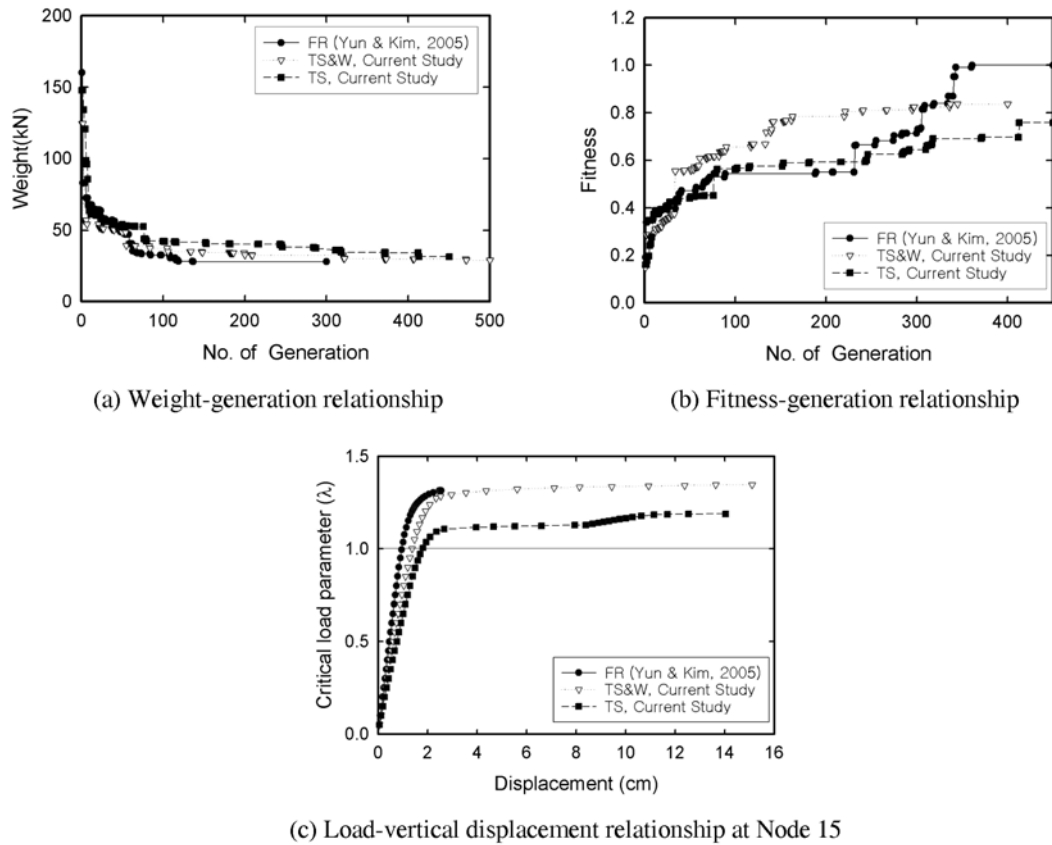 200
150
100
50
0
Weight(kN)
FR (Yun & Kim, 2005)
TS&W, Current Study
TS, Current Study
0 100 200 300 400 500
No. of Generation
(a) Weight-generation relationship
1.2
1.0
0.8
0.6
0.4
0.2
0.0
Fitness
FR (Yun & Kim, 2005)
TS&W, Current Study
TS, Current Study
0 100 200 300 400
No. of Generation
(b) Fitness-generation relationship
1.5
1.0
0.5
0.0
Critical load parameter (λ)
FR (Yun & Kim, 2005)
TS&W, Current Study
TS, Current Study
0 2 4 6 8 10 12 14 16
Displacement (cm)
(c) Load-vertical displacement relationship at Node 15